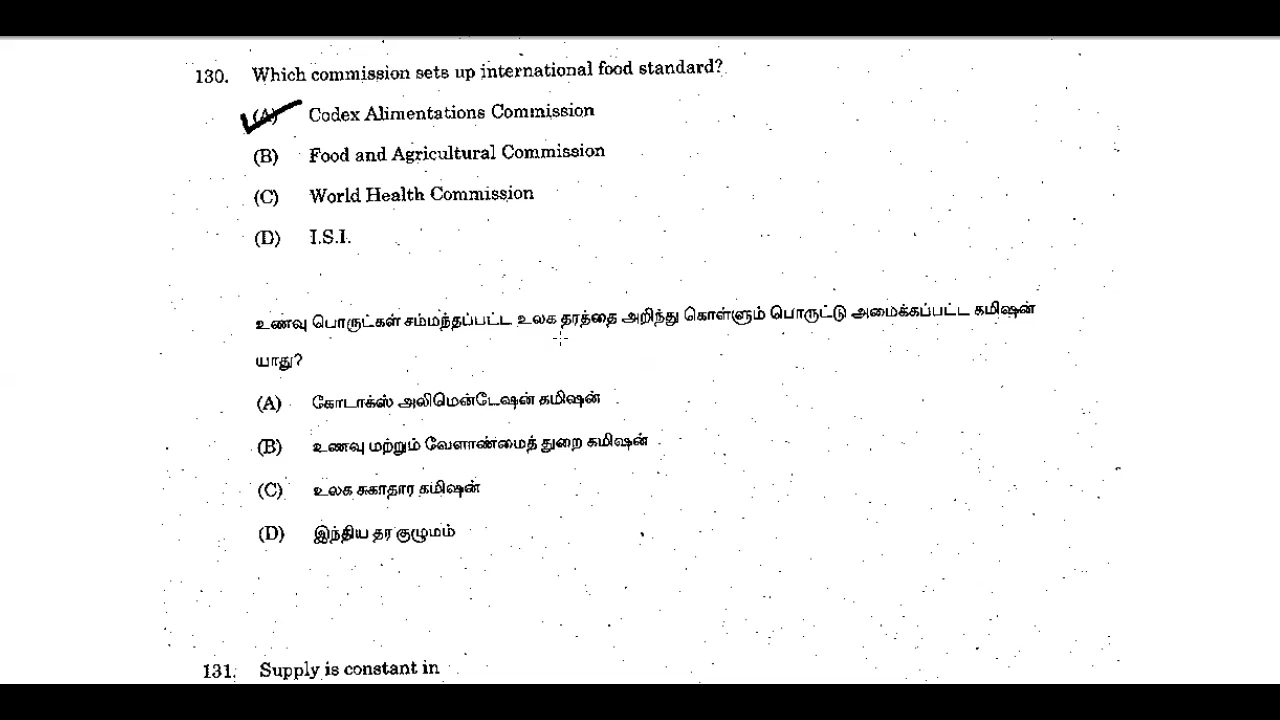 130. Which commission sets up international food standard?
(A) Codex Alimentations Commission
(B) Food and Agricultural Commission
(C) World Health Commission
(D) I.S.I.
உணவு பொருட்கள் சம்மந்தப்பட்ட உலக தரத்தை அறிந்து கொள்ளும் பொருட்டு அமைக்கப்பட்ட கமிஷன்
யாது?
(A) கோடாக்ஸ் அலிமென்டேஷன் கமிஷன்
(B) உணவு மற்றும் வேளாண்மைத் துறை கமிஷன்
(C) உலக சுகாதார கமிஷன்
(D) இந்திய தர குழுமம்
131. Supply is constant in